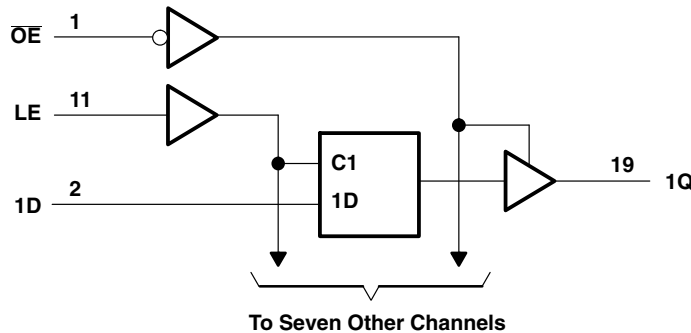 OE 1
LE 11
C1
1D
1D 2
19 1Q
To Seven Other Channels